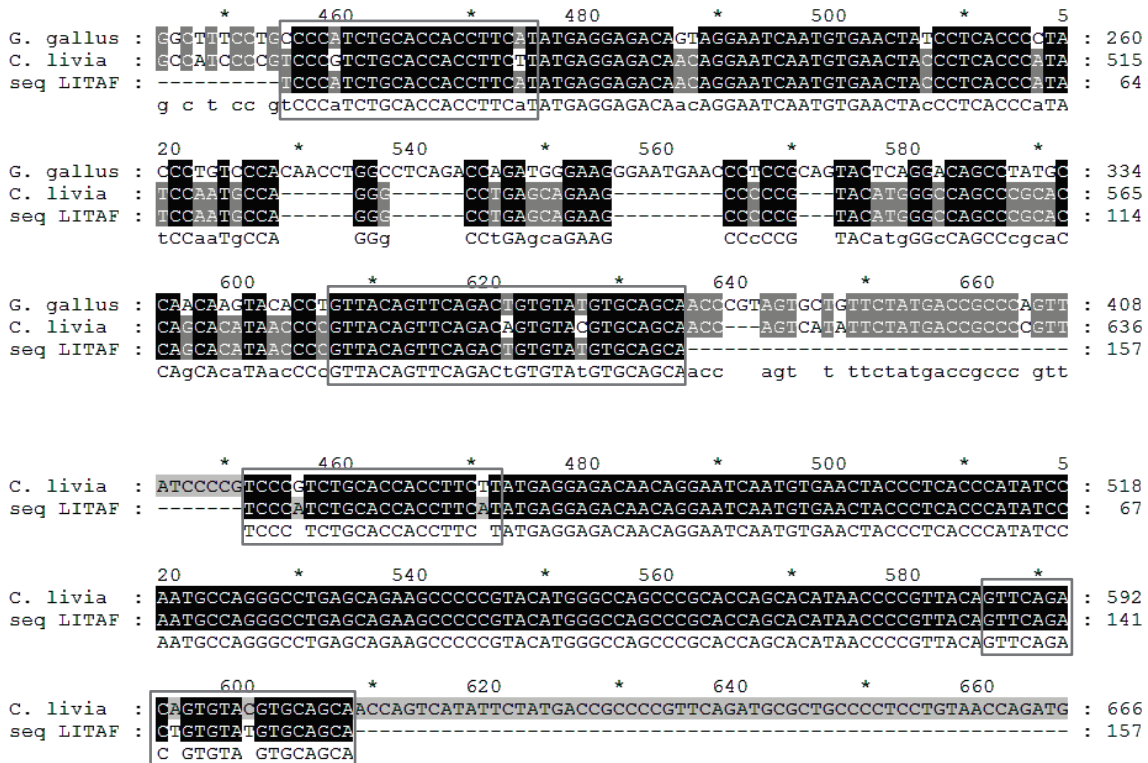 * 460 * 480 * 500 * 5
G. gallus : GGCTTTCCTGCCCCATCTGCACCACCTTCATATGAGGAGACAGTAGGAATCAATGTGAACTATCCTCACCCCTA : 260
C. livia : GCCATCCCCGTCCCGTCTGCACCACCTTCTTATGAGGAGACAACAGGAATCAATGTGAACTACCCTCACCCATA : 515
seq LITAF : ----------TCCCATCTGCACCACCTTCATATGAGGAGACAACAGGAATCAATGTGAACTACCCTCACCCATA : 64
g c t ccgtCCCaTCTGCACCACCTTCaTATGAGGAGACAacAGGAATCAATGTGAACTAcCCTCACCCaTA
20 * 540 * 560 * 580 *
G. gallus : CCCTGTCCCACAACCTGGCCTCAGACCAGATGGGAAGGGAATGAACCCTCCGCAGTACTCAGGACAGCCTATGC : 334
C. livia : TCCAATGCCA------GGG------CCTGAGCAGAAG---------CCCCCG---TACATGGGCCAGCCCGCAC : 565
seq LITAF : TCCAATGCCA------GGG------CCTGAGCAGAAG---------CCCCCG---TACATGGGCCAGCCCGCAC : 114
tCCaaTgCCA GGg CCtGAgcaGAAG CCcCCG TACatgGGcCAGCCcgcaC
600 * 620 * 640 * 660 *
G. gallus : CAACAAGTACACCTGTTACAGTTCAGACTGTGTATGTGCAGCAACCCGTAGTGCTGTTCTATGACCGCCCAGTT : 408
C. livia : CAGCACATAACCCCGTTACAGTTCAGACAGTGTACGTGCAGCAACC---AGTCATATTCTATGACCGCCCCGTT : 636
seq LITAF : CAGCACATAACCCCGTTACAGTTCAGACTGTGTATGTGCAGCA------------------------------- : 157
CAgCAcaTAacCCcGTTACAGTTCAGACtGTGTAtGTGCAGCAacc agt t ttctatgaccgccc gtt
* 460 * 480 * 500 * 5
C. livia : ATCCCCGTCCCGTCTGCACCACCTTCTTATGAGGAGACAACAGGAATCAATGTGAACTACCCTCACCCATATCC : 518
seq LITAF : -------TCCCATCTGCACCACCTTCATATGAGGAGACAACAGGAATCAATGTGAACTACCCTCACCCATATCC : 67
TCCC TCTGCACCACCTTC TATGAGGAGACAACAGGAATCAATGTGAACTACCCTCACCCATATCC
20 * 540 * 560 * 580 *
C. livia : AATGCCAGGGCCTGAGCAGAAGCCCCCGTACATGGGCCAGCCCGCACCAGCACATAACCCCGTTACAGTTCAGA : 592
seq LITAF : AATGCCAGGGCCTGAGCAGAAGCCCCCGTACATGGGCCAGCCCGCACCAGCACATAACCCCGTTACAGTTCAGA : 141
AATGCCAGGGCCTGAGCAGAAGCCCCCGTACATGGGCCAGCCCGCACCAGCACATAACCCCGTTACAGTTCAGA
600 * 620 * 640 * 660
C. livia : CAGTGTACGTGCAGCAACCAGTCATATTCTATGACCGCCCCGTTCAGATGCGCTGCCCCTCCTGTAACCAGATG : 666
seq LITAF : CTGTGTATGTGCAGCA---------------------------------------------------------- : 157
C GTGTA GTGCAGCA